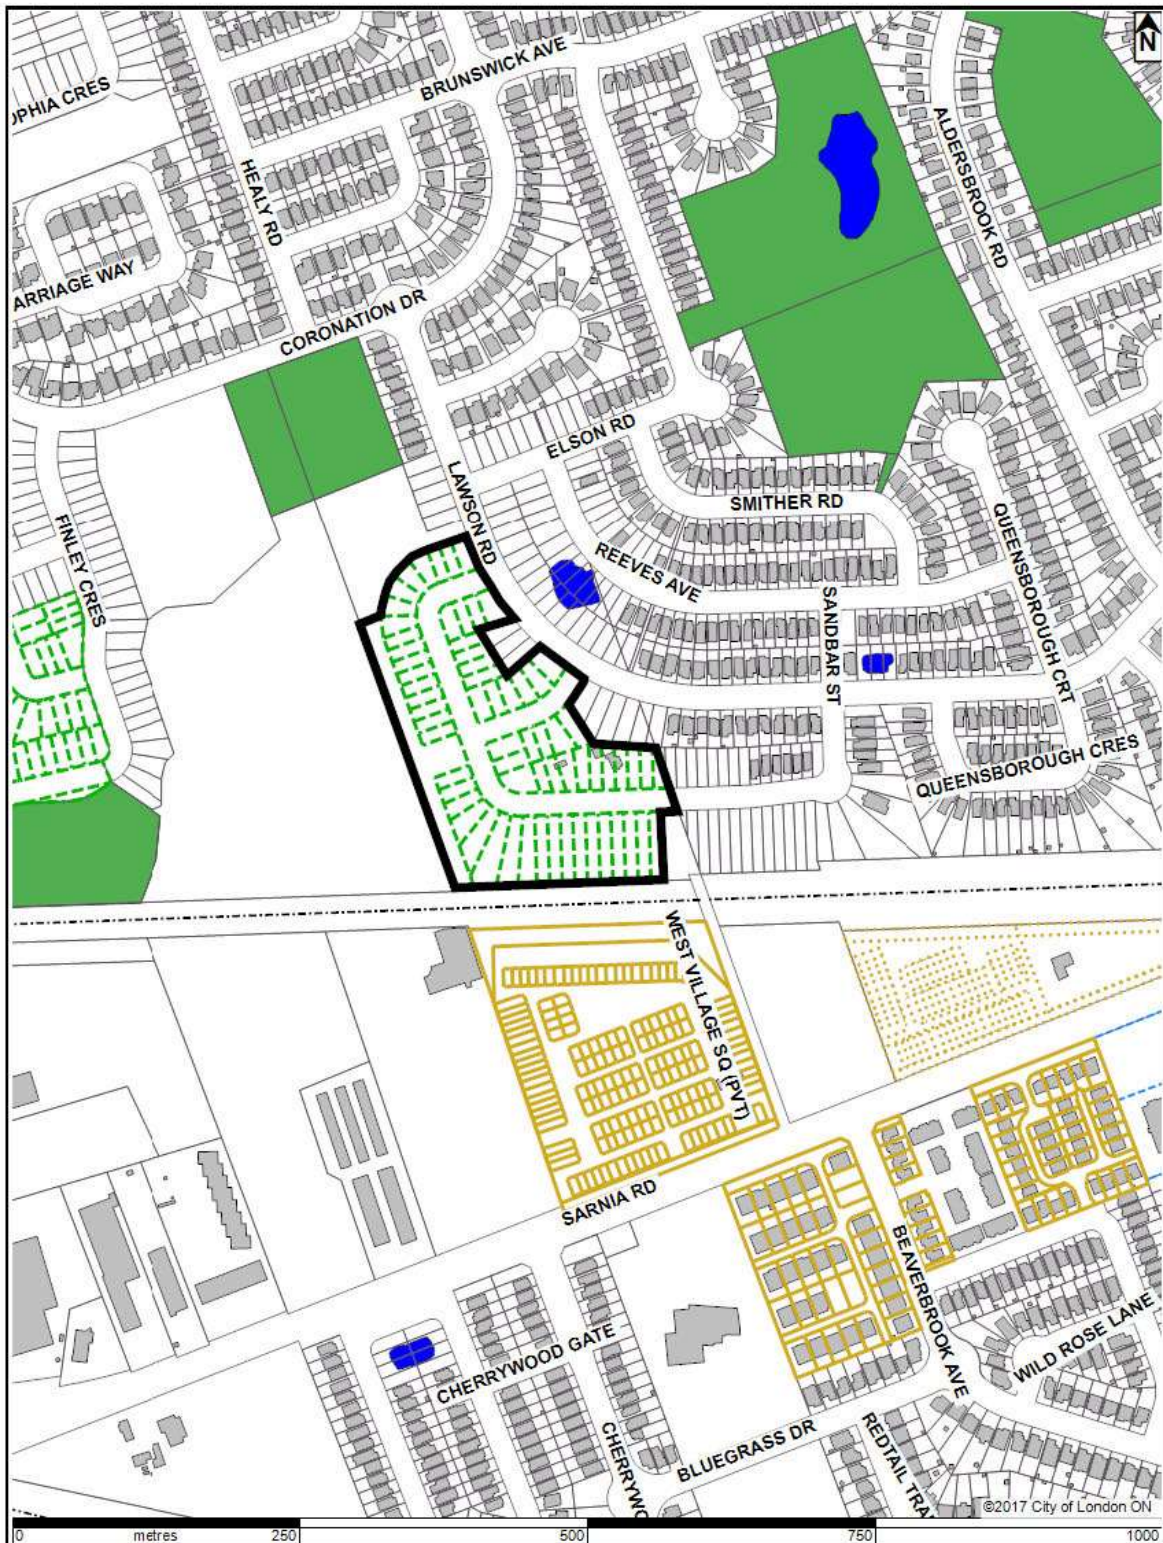 N
BRUNSWICK AVE
OPHIA CRES
ALDERSBROOK RD
HEALY RD
ARRIAGE WAY
CORONATION DR
ELSON RD
LAWSON RD
SMITHER RD
FINLEY CRES
QUEENSBOROUGH CRT
REEVES AVE
SANDBAR ST
QUEENSBOROUGH CRES
WEST VILLAGE SQ (PVT)
SARNIA RD
BEAVERBROOK AVE
WILD ROSE LANE
CHERRYWOOD GATE
CHERRYWO
BLUEGRASS DR
REDTAIL TRA
©2017 City of London ON
0 metres 250 500 750 1000